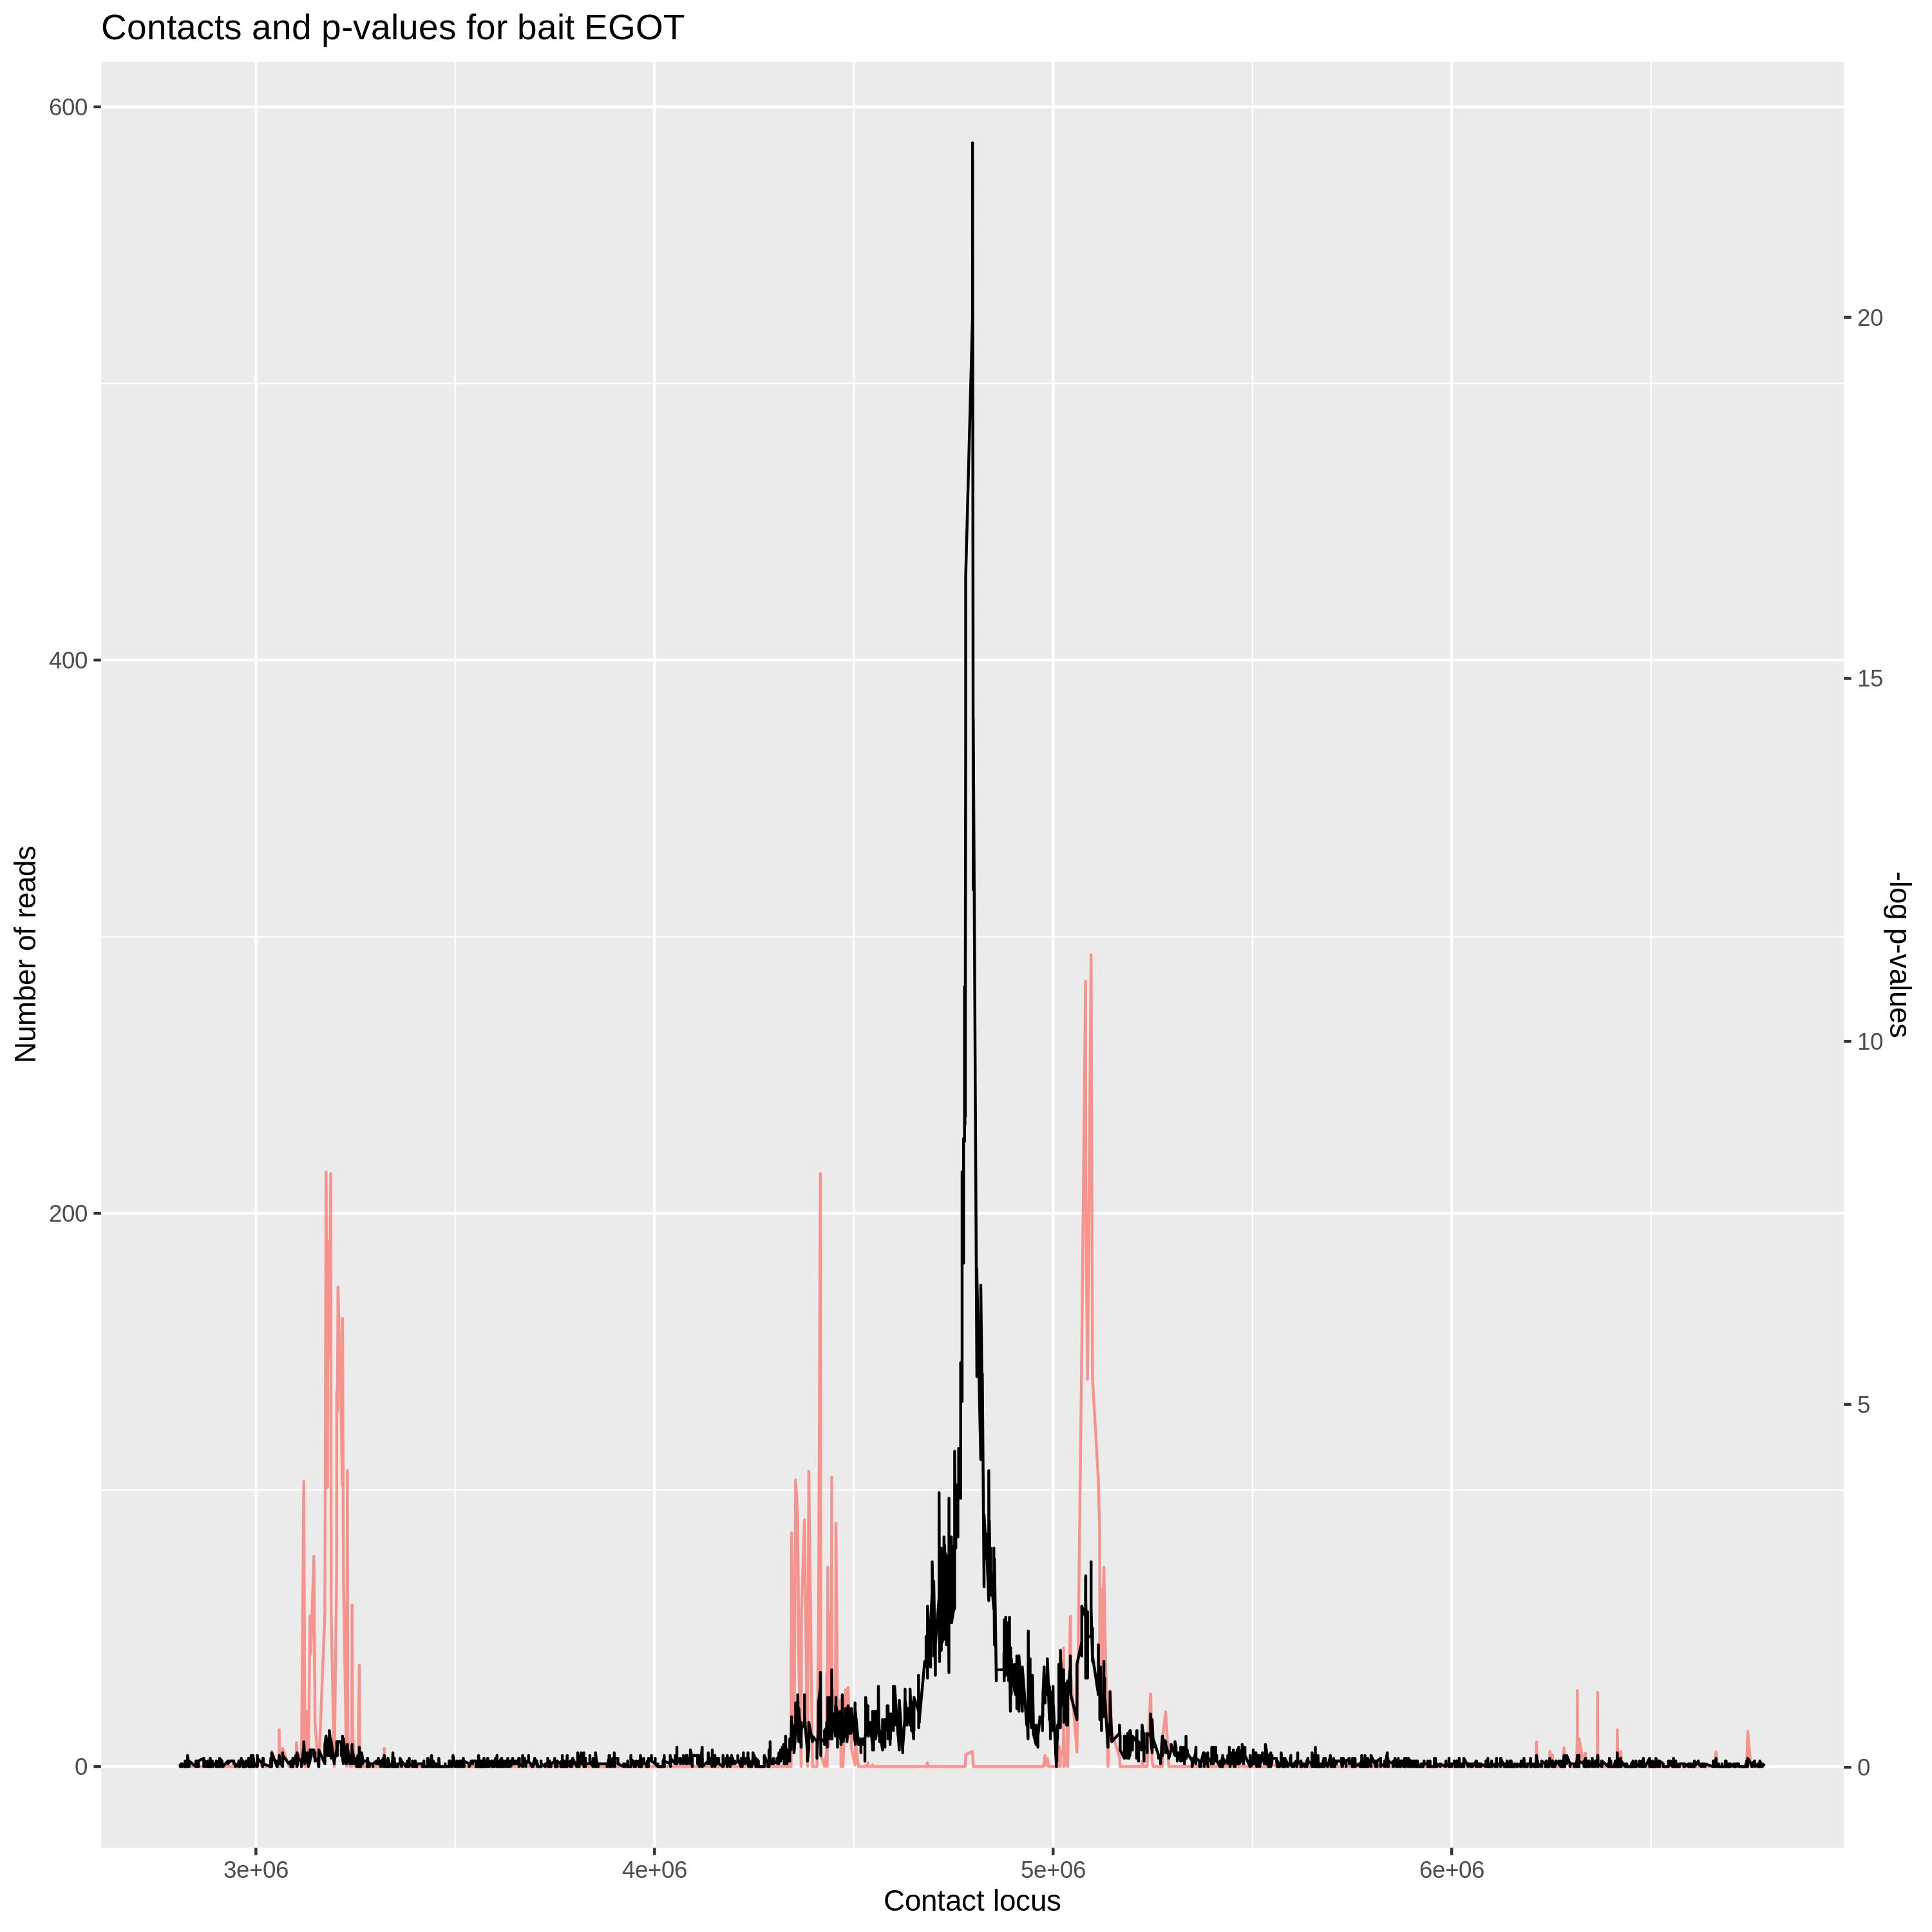 Contacts and p-values for bait EGOT
600
400
200
0
Number of reads
20
15
10
5
0
-log p-values
3e+06
4e+06
5e+06
6e+06
Contact locus